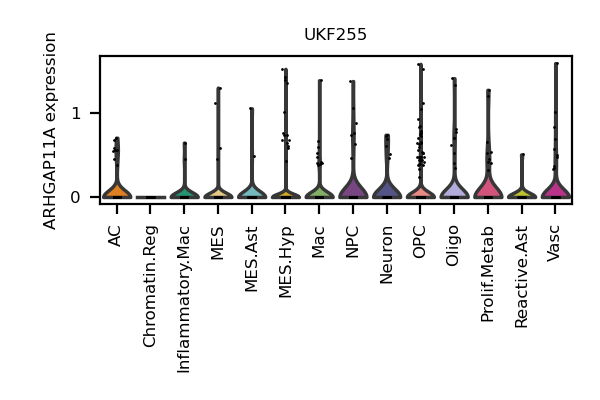 UKF255
ARHGAP11A expression
1
0
AC
Chromatin.Reg
Inflammatory.Mac
MES
MES.Ast
MES.Hyp
Mac
NPC
Neuron
OPC
Oligo
Prolif.Metab
Reactive.Ast
Vasc